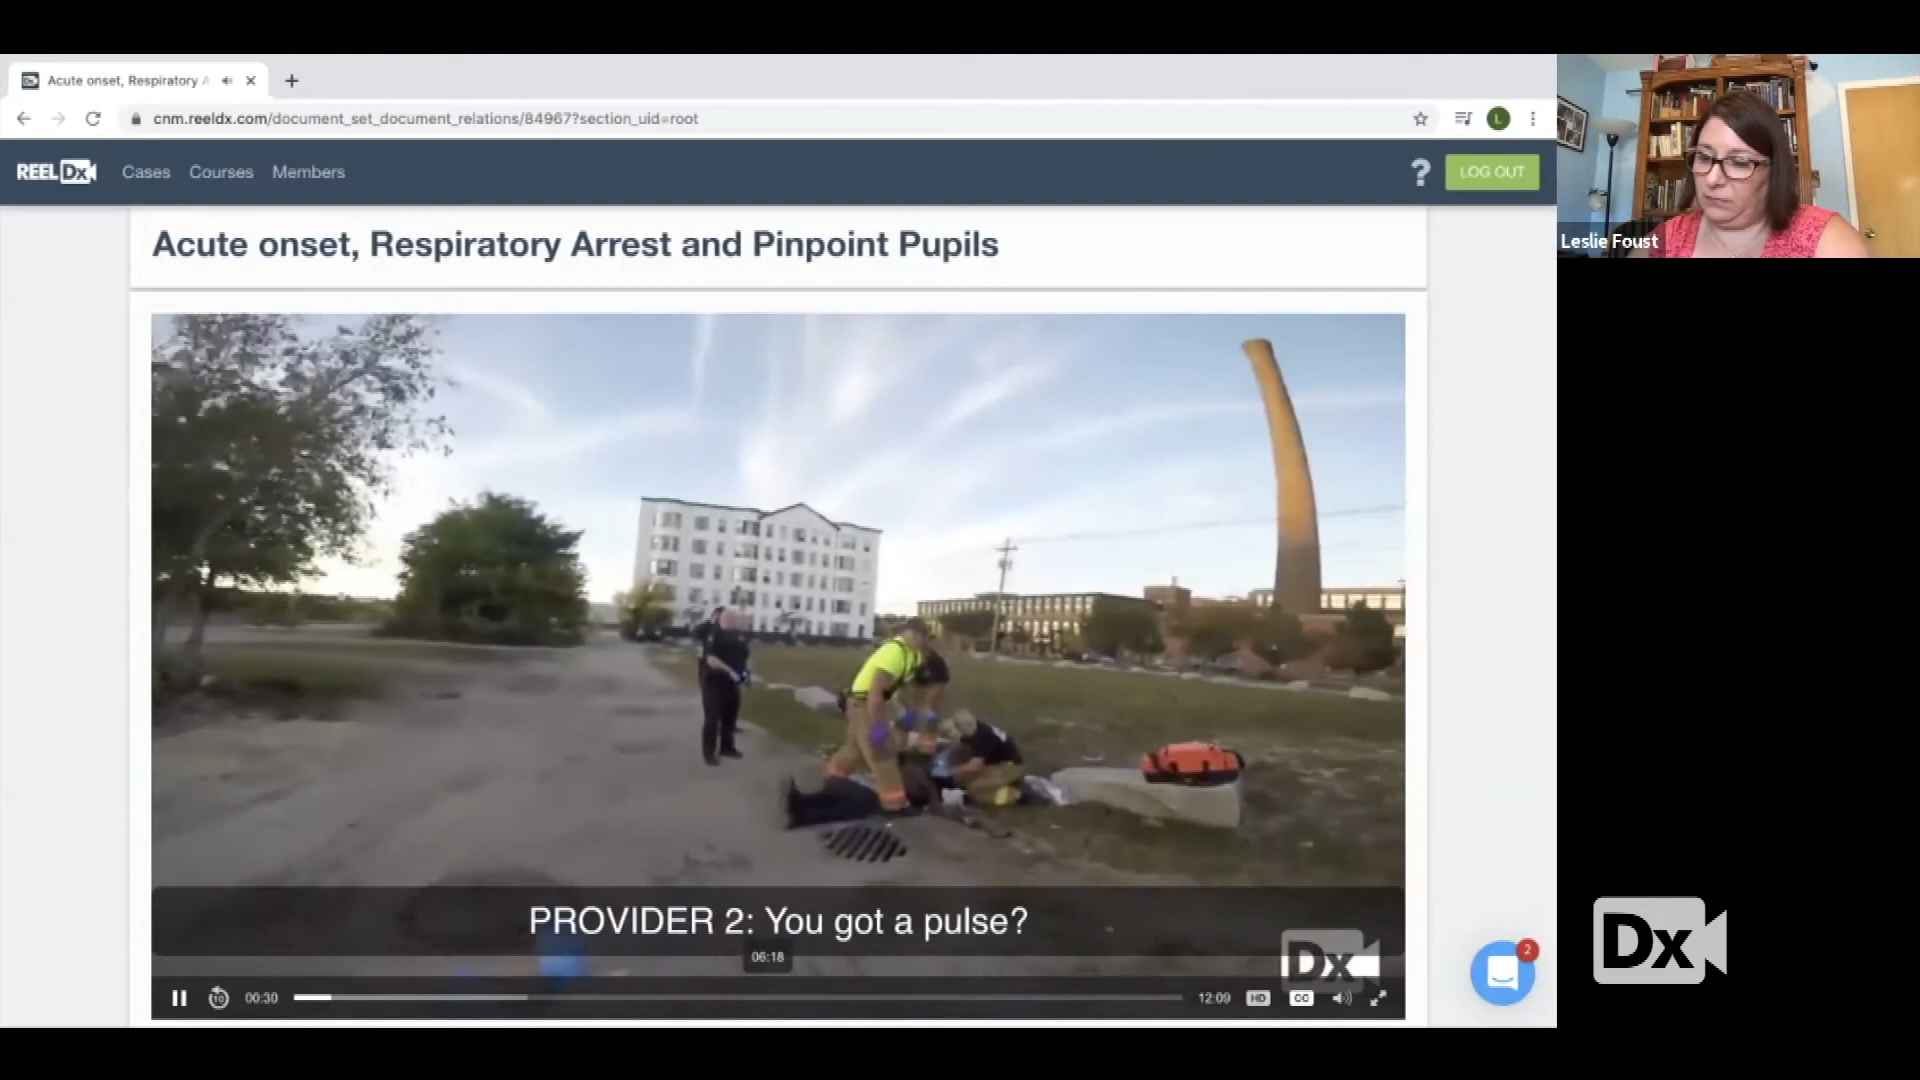 Acute onset, Respiratory A
cnm.reeldx.com/document_set_document_relations/84967?section_uid=root
L
REEL Dx
Cases
Courses
Members
?
LOG OUT
Leslie Foust
Acute onset, Respiratory Arrest and Pinpoint Pupils
PROVIDER 2: You got a pulse?
Dx
06:18
10
00:30
12:09
HD
CC
2
Dx